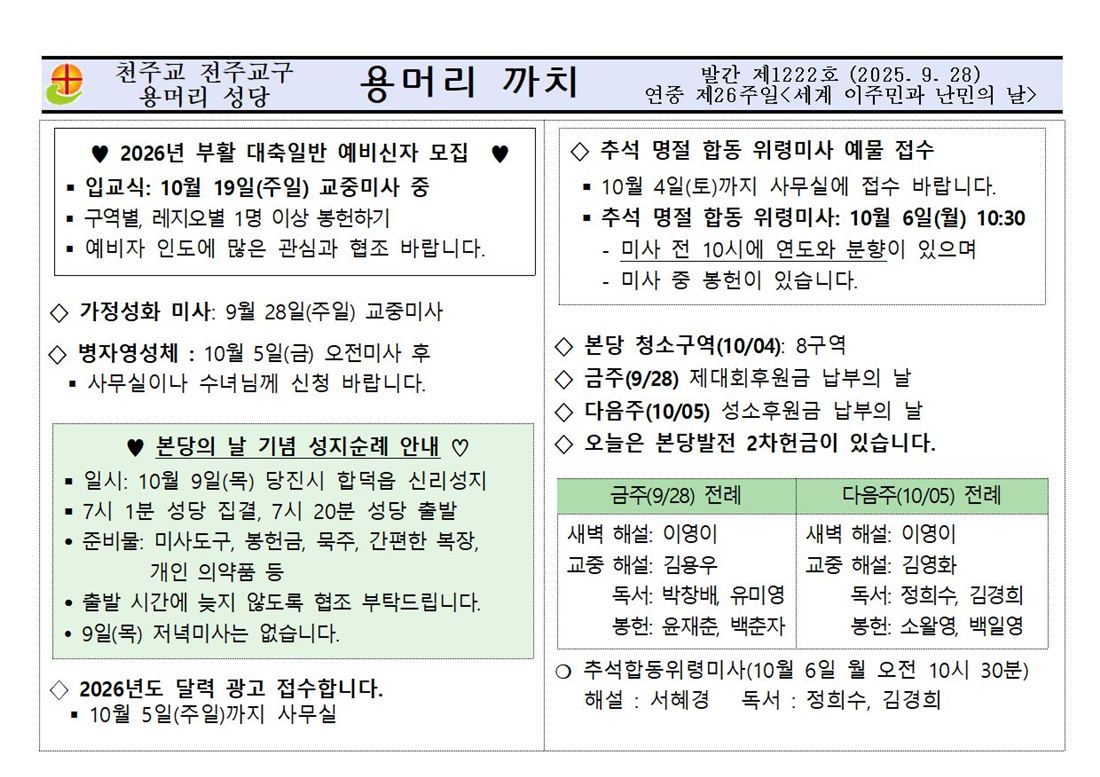 천주교 전주교구
용머리 성당
용머리 까치
발간 제1222호 (2025. 9. 28)
연중 제26주일<세계 이주민과 난민의 날>
♥ 2026년 부활 대축일반 예비신자 모집 ♥
▪ 입교식: 10월 19일(주일) 교중미사 중
▪ 구역별, 레지오별 1명 이상 봉헌하기
▪ 예비자 인도에 많은 관심과 협조 바랍니다.
◇ 가정성화 미사: 9월 28일(주일) 교중미사
◇ 병자영성체 : 10월 5일(금) 오전미사 후
▪ 사무실이나 수녀님께 신청 바랍니다.
♥ 본당의 날 기념 성지순례 안내 ♡
▪ 일시: 10월 9일(목) 당진시 합덕읍 신리성지
▪ 7시 1분 성당 집결, 7시 20분 성당 출발
• 준비물: 미사도구, 봉헌금, 묵주, 간편한 복장,
개인 의약품 등
• 출발 시간에 늦지 않도록 협조 부탁드립니다.
• 9일(목) 저녁미사는 없습니다.
◇ 2026년도 달력 광고 접수합니다.
▪ 10월 5일(주일)까지 사무실
◇ 추석 명절 합동 위령미사 예물 접수
▪ 10월 4일(토)까지 사무실에 접수 바랍니다.
▪ 추석 명절 합동 위령미사: 10월 6일(월) 10:30
- 미사 전 10시에 연도와 분향이 있으며
- 미사 중 봉헌이 있습니다.
◇ 본당 청소구역(10/04): 8구역
◇ 금주(9/28) 제대회후원금 납부의 날
◇ 다음주(10/05) 성소후원금 납부의 날
◇ 오늘은 본당발전 2차헌금이 있습니다.
금주(9/28) 전례
새벽 해설: 이영이
교중 해설: 김용우
독서: 박창배, 유미영
봉헌: 윤재춘, 백춘자
다음주(10/05) 전례
새벽 해설: 이영이
교중 해설: 김영화
독서: 정희수, 김경희
봉헌: 소왈영, 백일영
❍ 추석합동위령미사(10월 6일 월 오전 10시 30분)
해설 : 서혜경 독서 : 정희수, 김경희